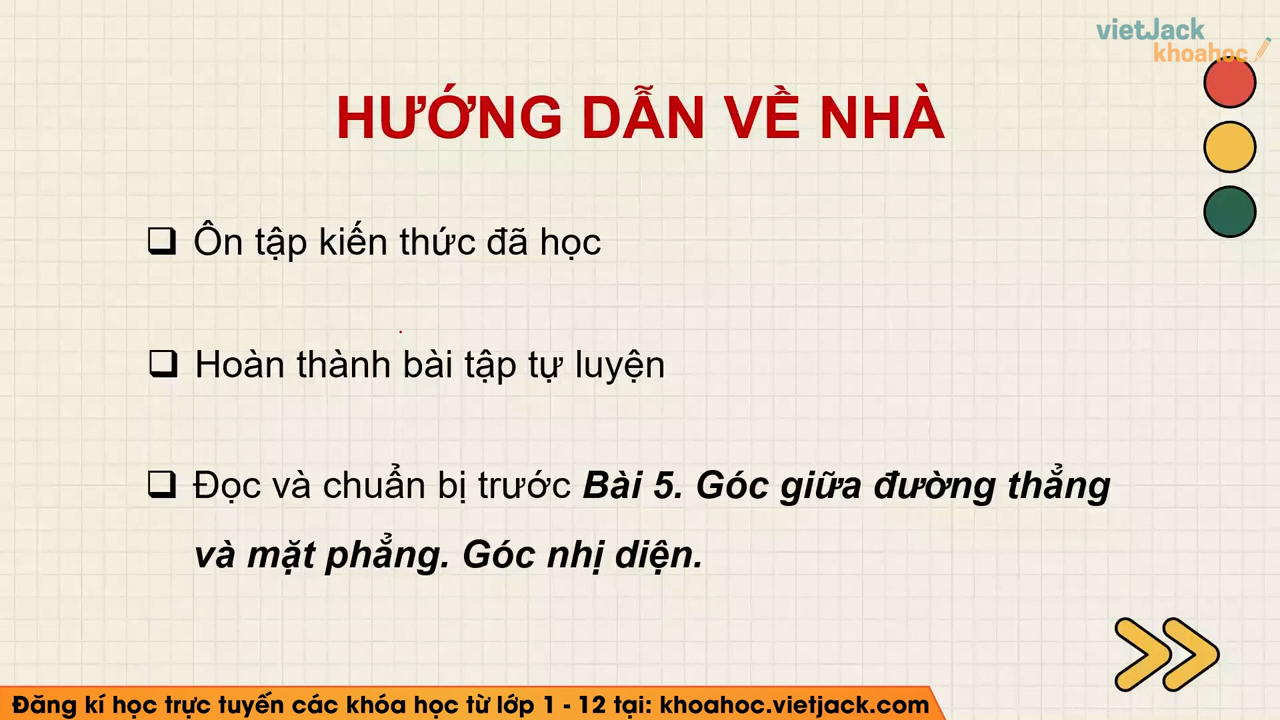 vietJack
khoahoc
HƯỚNG DẪN VỀ NHÀ
Ôn tập kiến thức đã học
Hoàn thành bài tập tự luyện
Đọc và chuẩn bị trước Bài 5. Góc giữa đường thẳng
và mặt phẳng. Góc nhị diện.
Đăng kí học trực tuyến các khóa học từ lớp 1 - 12 tại: khoahoc.vietjack.com